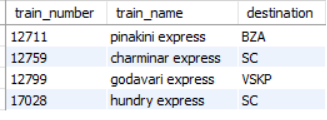 train_number train_name destination
12711 pinakini express BZA
12759 charminar express SC
12799 godavari express VSKP
17028 hundry express SC